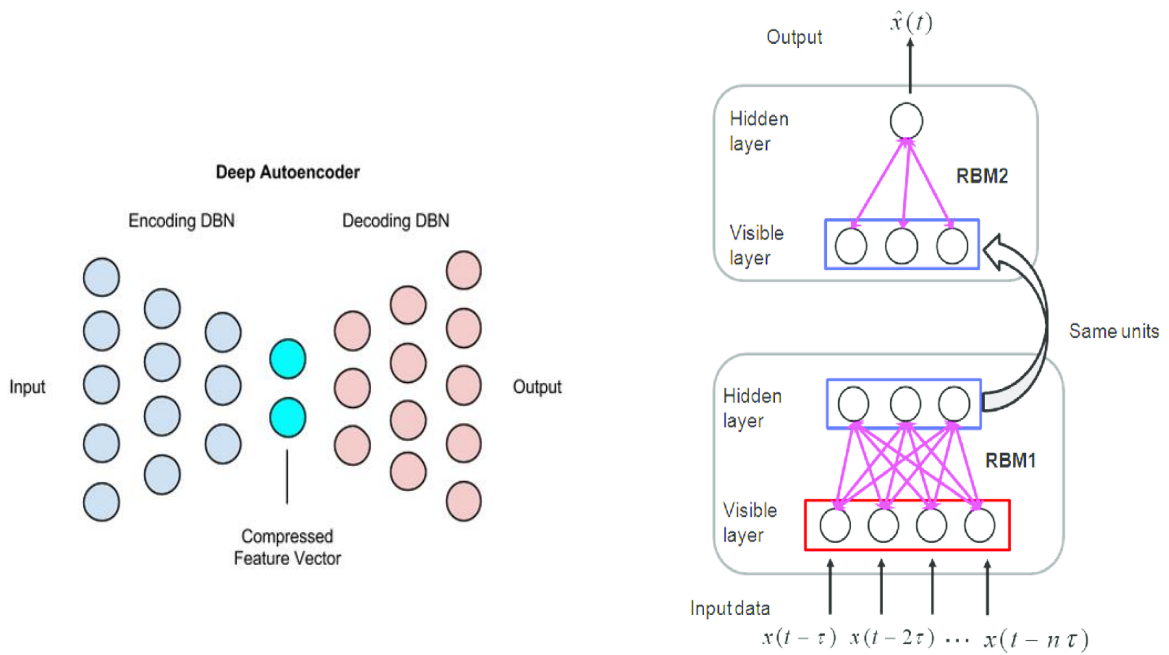 Deep Autoencoder
Encoding DBN
Decoding DBN
Input
Output
Compressed
Feature Vector
x̂(t)
Output
Hidden
layer
RBM2
Visible
layer
Same units
Hidden
layer
RBM1
Visible
layer
Input data
x(t − τ) x(t − 2τ) ⋯ x(t − n τ)